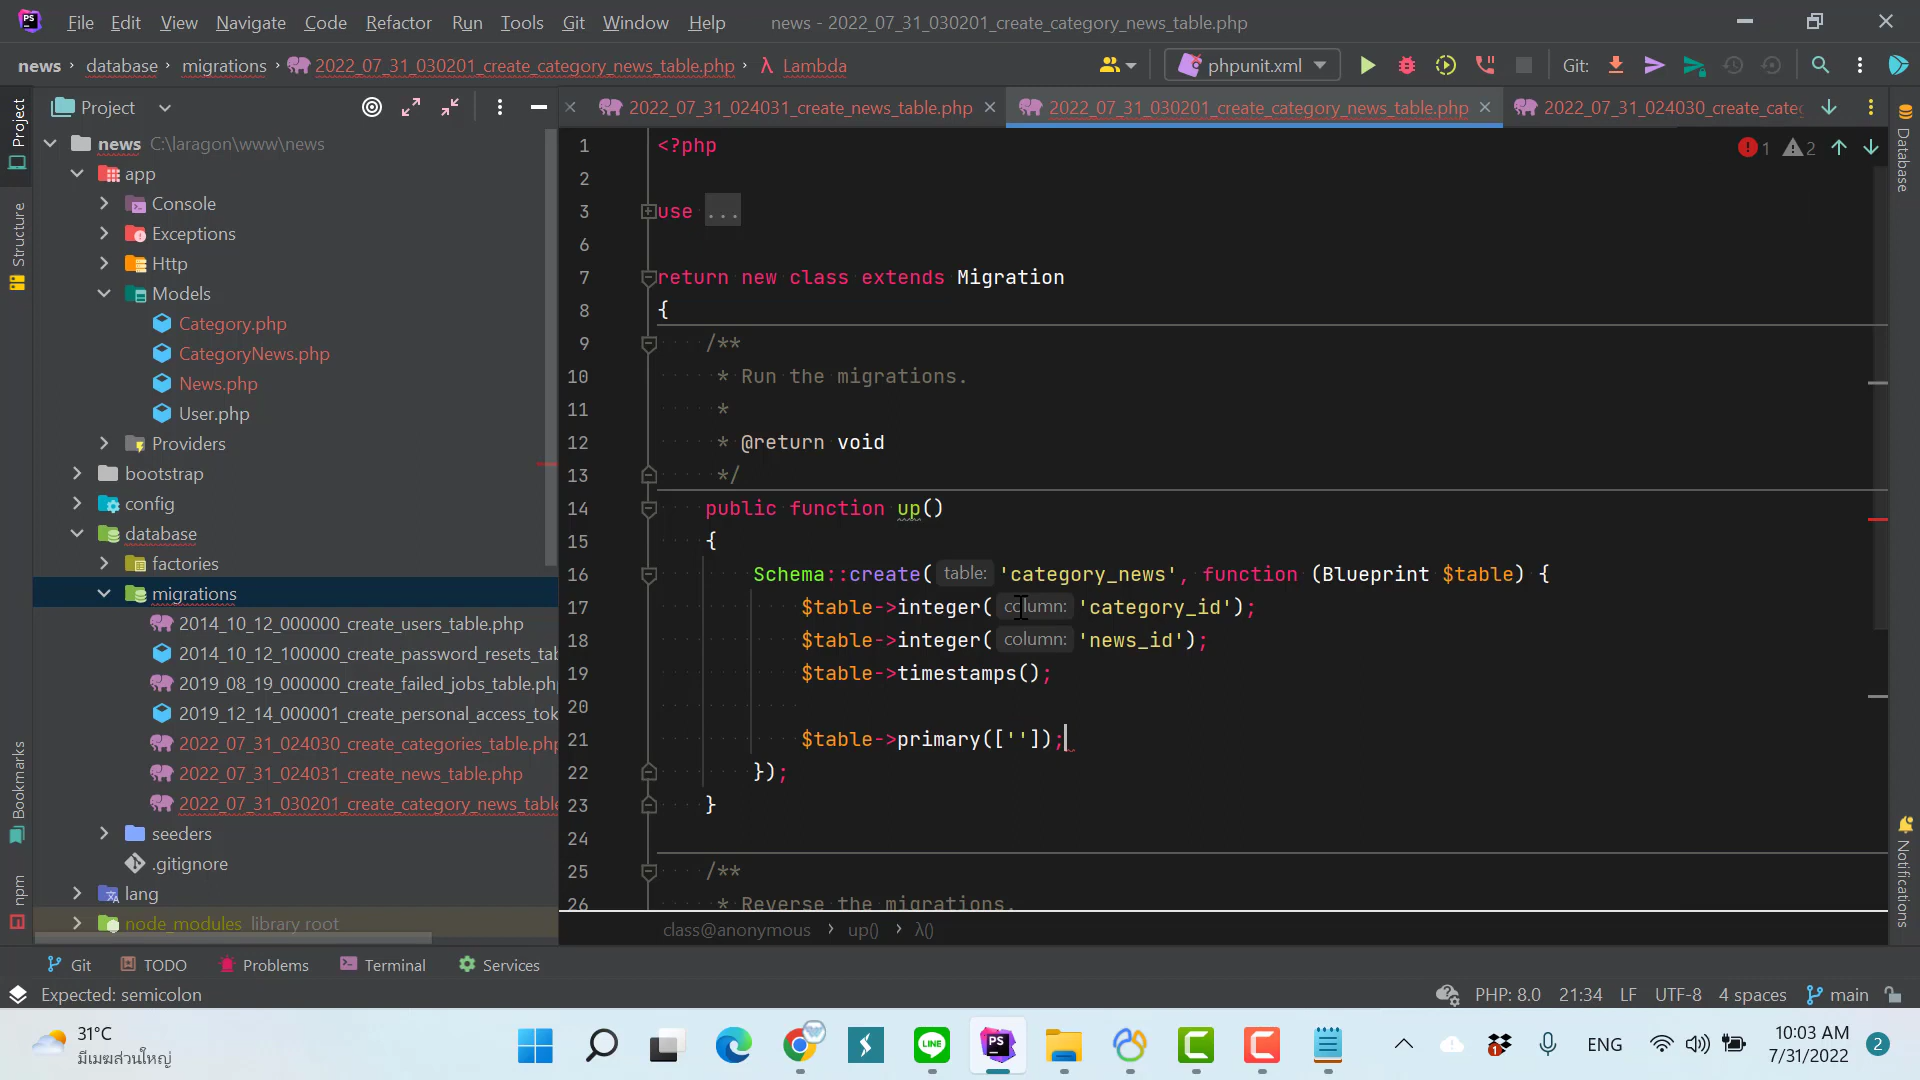 File Edit View Navigate Code Refactor Run Tools Git Window Help news - 2022_07_31_030201_create_category_news_table.php
news › database › migrations › 2022_07_31_030201_create_category_news_table.php › λ Lambda
phpunit.xml Git:
Project
2022_07_31_024031_create_news_table.php 2022_07_31_030201_create_category_news_table.php 2022_07_31_024030_create_cate
Project
Structure
Bookmarks
npm
news C:\laragon\www\news
app
Console
Exceptions
Http
Models
Category.php
CategoryNews.php
News.php
User.php
Providers
bootstrap
config
database
factories
migrations
2014_10_12_000000_create_users_table.php
2014_10_12_100000_create_password_resets_tab
2019_08_19_000000_create_failed_jobs_table.ph
2019_12_14_000001_create_personal_access_tok
2022_07_31_024030_create_categories_table.php
2022_07_31_024031_create_news_table.php
2022_07_31_030201_create_category_news_table
seeders
.gitignore
lang
node_modules library root
1 <?php
2
3 use ...
6
7 return new class extends Migration
8 {
9 /**
10 * Run the migrations.
11 *
12 * @return void
13 */
14 public function up()
15 {
16 Schema::create( table: 'category_news', function (Blueprint $table) {
17 $table->integer( column: 'category_id');
18 $table->integer( column: 'news_id');
19 $table->timestamps();
20
21 $table->primary(['']);
22 });
23 }
24
25 /**
26 * Reverse the migrations.
1 2
Database
Notifications
class@anonymous › up() › λ()
Git TODO Problems Terminal Services
Expected: semicolon PHP: 8.0 21:34 LF UTF-8 4 spaces main
31°C
มีเมฆส่วนใหญ่
LINE
PS
1
ENG
10:03 AM
7/31/2022
2